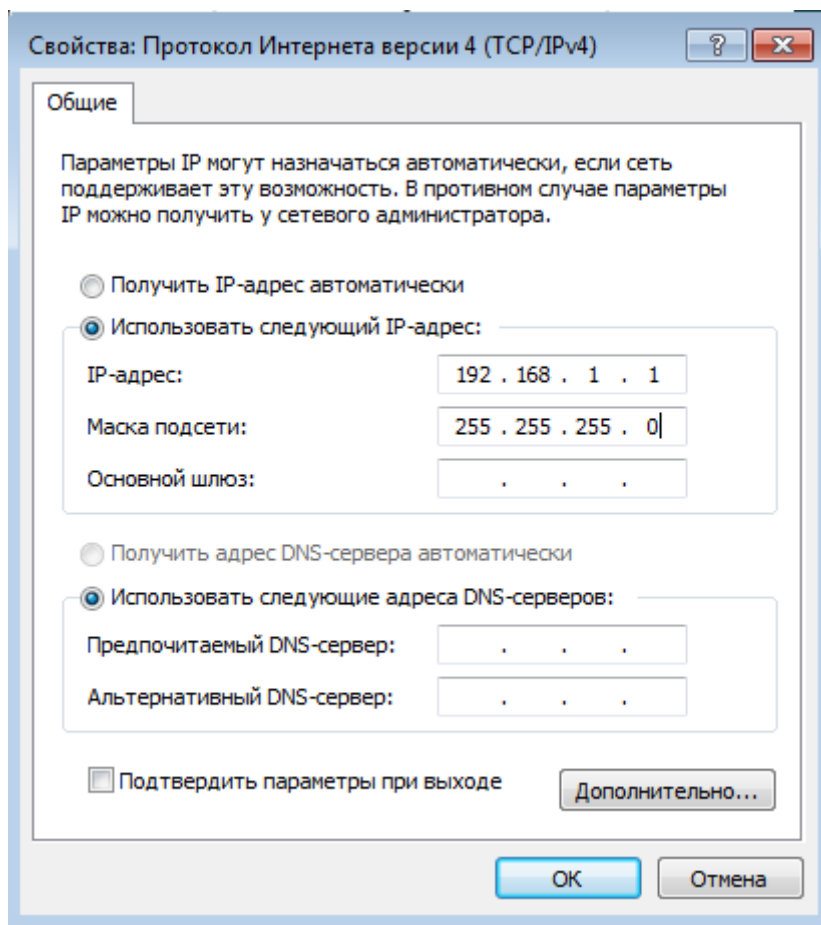 Свойства: Протокол Интернета версии 4 (TCP/IPv4)
Общие
Параметры IP могут назначаться автоматически, если сеть
поддерживает эту возможность. В противном случае параметры
IP можно получить у сетевого администратора.
Получить IP-адрес автоматически
Использовать следующий IP-адрес:
IP-адрес: 192 . 168 . 1 . 1
Маска подсети: 255 . 255 . 255 . 0
Основной шлюз: . . .
Получить адрес DNS-сервера автоматически
Использовать следующие адреса DNS-серверов:
Предпочитаемый DNS-сервер: . . .
Альтернативный DNS-сервер: . . .
Подтвердить параметры при выходе
Дополнительно...
ОК Отмена